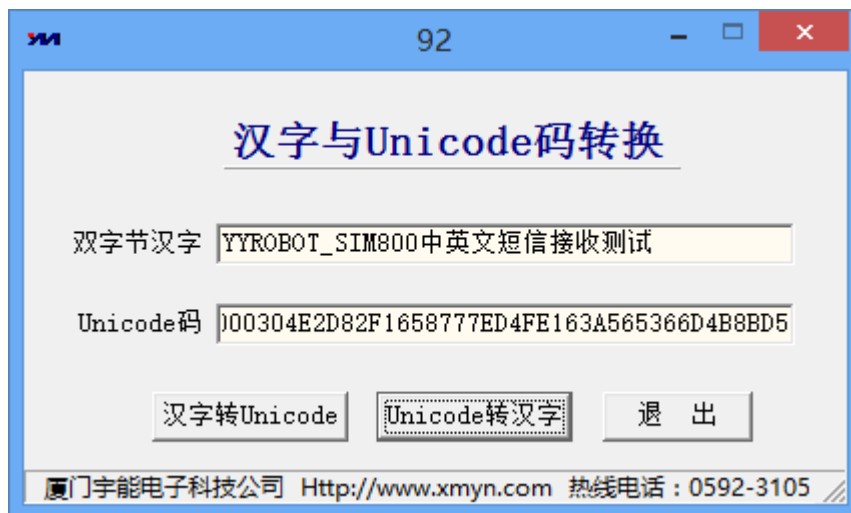 92
汉字与Unicode码转换
双字节汉字 YYROBOT_SIM800中英文短信接收测试
Unicode码 000304E2D82F1658777ED4FE163A565366D4B8BD5
汉字转Unicode Unicode转汉字 退 出
厦门宇能电子科技公司 Http://www.xmyn.com 热线电话：0592-3105